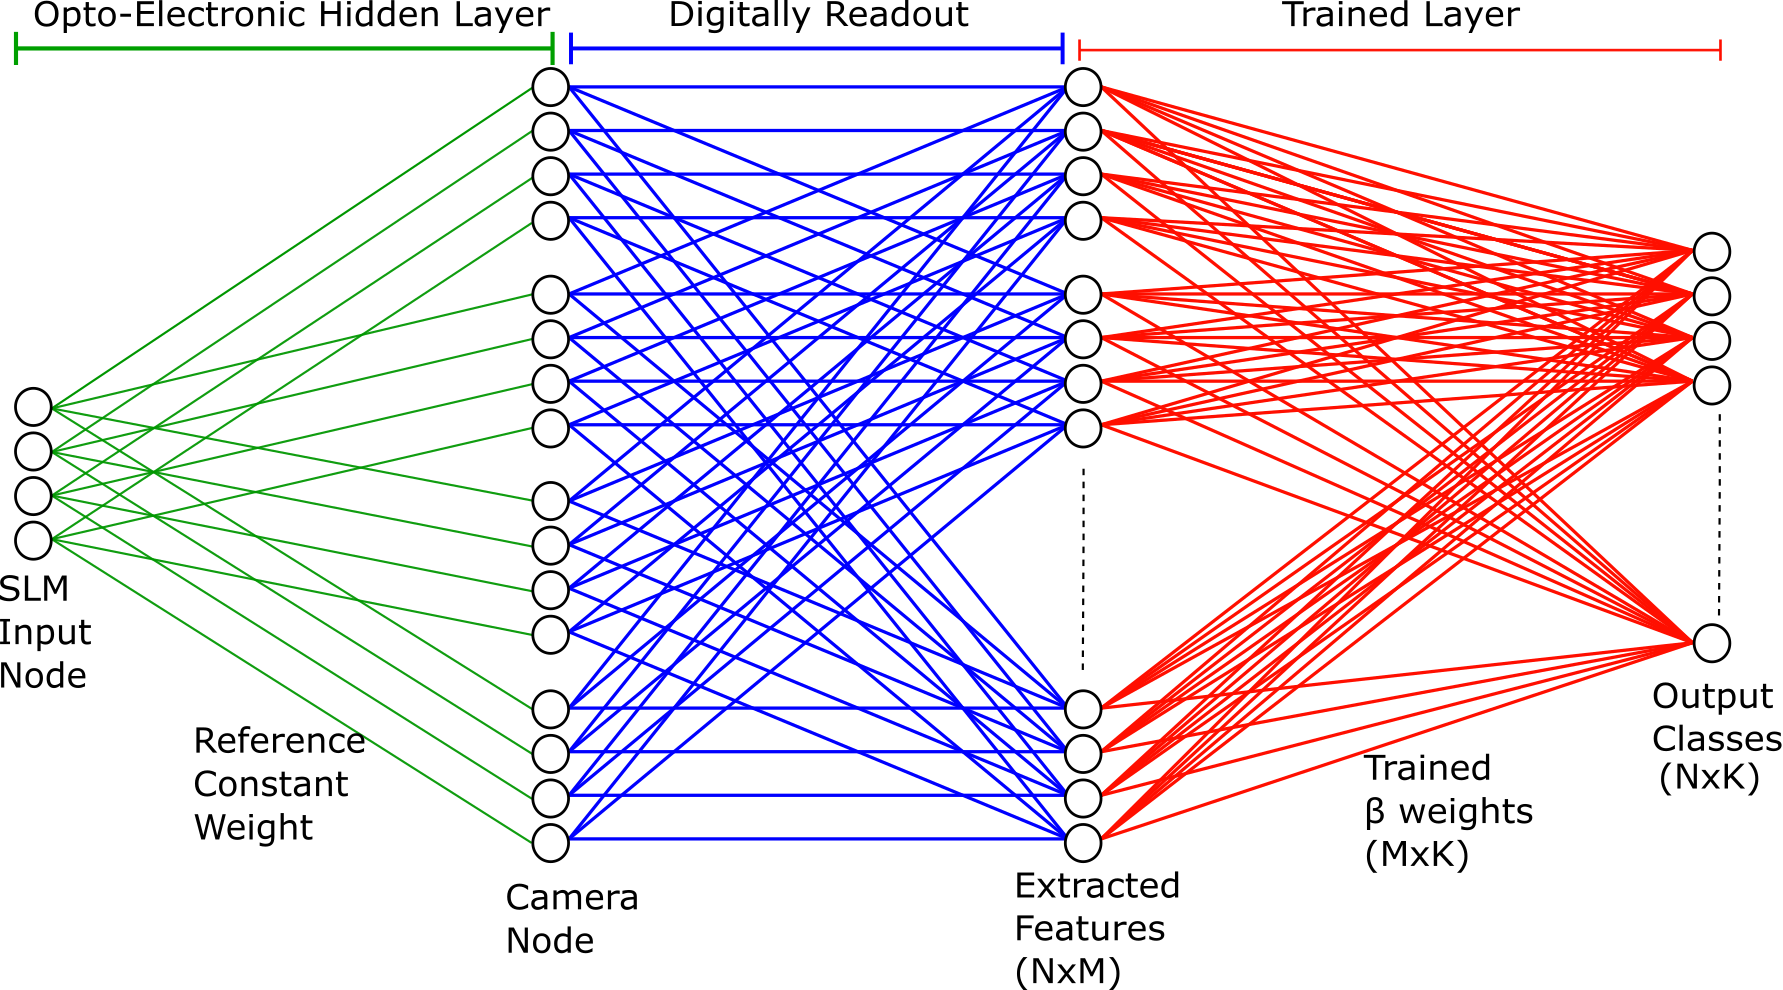 Opto-Electronic Hidden Layer
Digitally Readout
Trained Layer
SLM
Input
Node
Reference
Constant
Weight
Camera
Node
Extracted
Features
(NxM)
Trained
β weights
(MxK)
Output
Classes
(NxK)